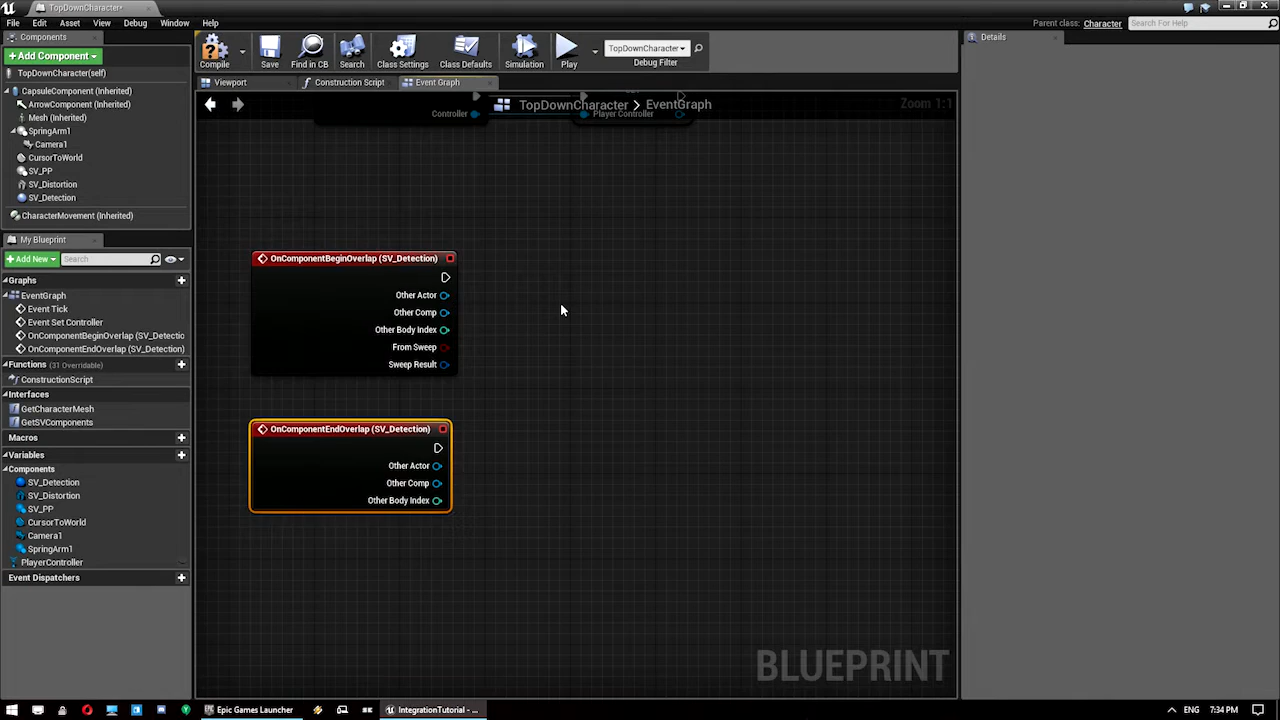 TopDownCharacter*
File Edit Asset View Debug Window Help
Parent class: Character
Search For Help
Components
Add Component
TopDownCharacter(self)
CapsuleComponent (Inherited)
ArrowComponent (Inherited)
Mesh (Inherited)
SpringArm1
Camera1
CursorToWorld
SV_PP
SV_Distortion
SV_Detection
CharacterMovement (Inherited)
My Blueprint
Add New
Search
Graphs
EventGraph
Event Tick
Event Set Controller
OnComponentBeginOverlap (SV_Detectio
OnComponentEndOverlap (SV_Detection)
Functions (31 Overridable)
ConstructionScript
Interfaces
GetCharacterMesh
GetSVComponents
Macros
Variables
Components
SV_Detection
SV_Distortion
SV_PP
CursorToWorld
Camera1
SpringArm1
PlayerController
Event Dispatchers
Compile
Save
Find in CB
Search
Class Settings
Class Defaults
Simulation
Play
TopDownCharacter
Debug Filter
Viewport
Construction Script
Event Graph
TopDownCharacter > EventGraph
Zoom 1:1
Controller
Player Controller
OnComponentBeginOverlap (SV_Detection)
Other Actor
Other Comp
Other Body Index
From Sweep
Sweep Result
OnComponentEndOverlap (SV_Detection)
Other Actor
Other Comp
Other Body Index
BLUEPRINT
Details
Epic Games Launcher
IntegrationTutorial - ...
ENG
7:34 PM